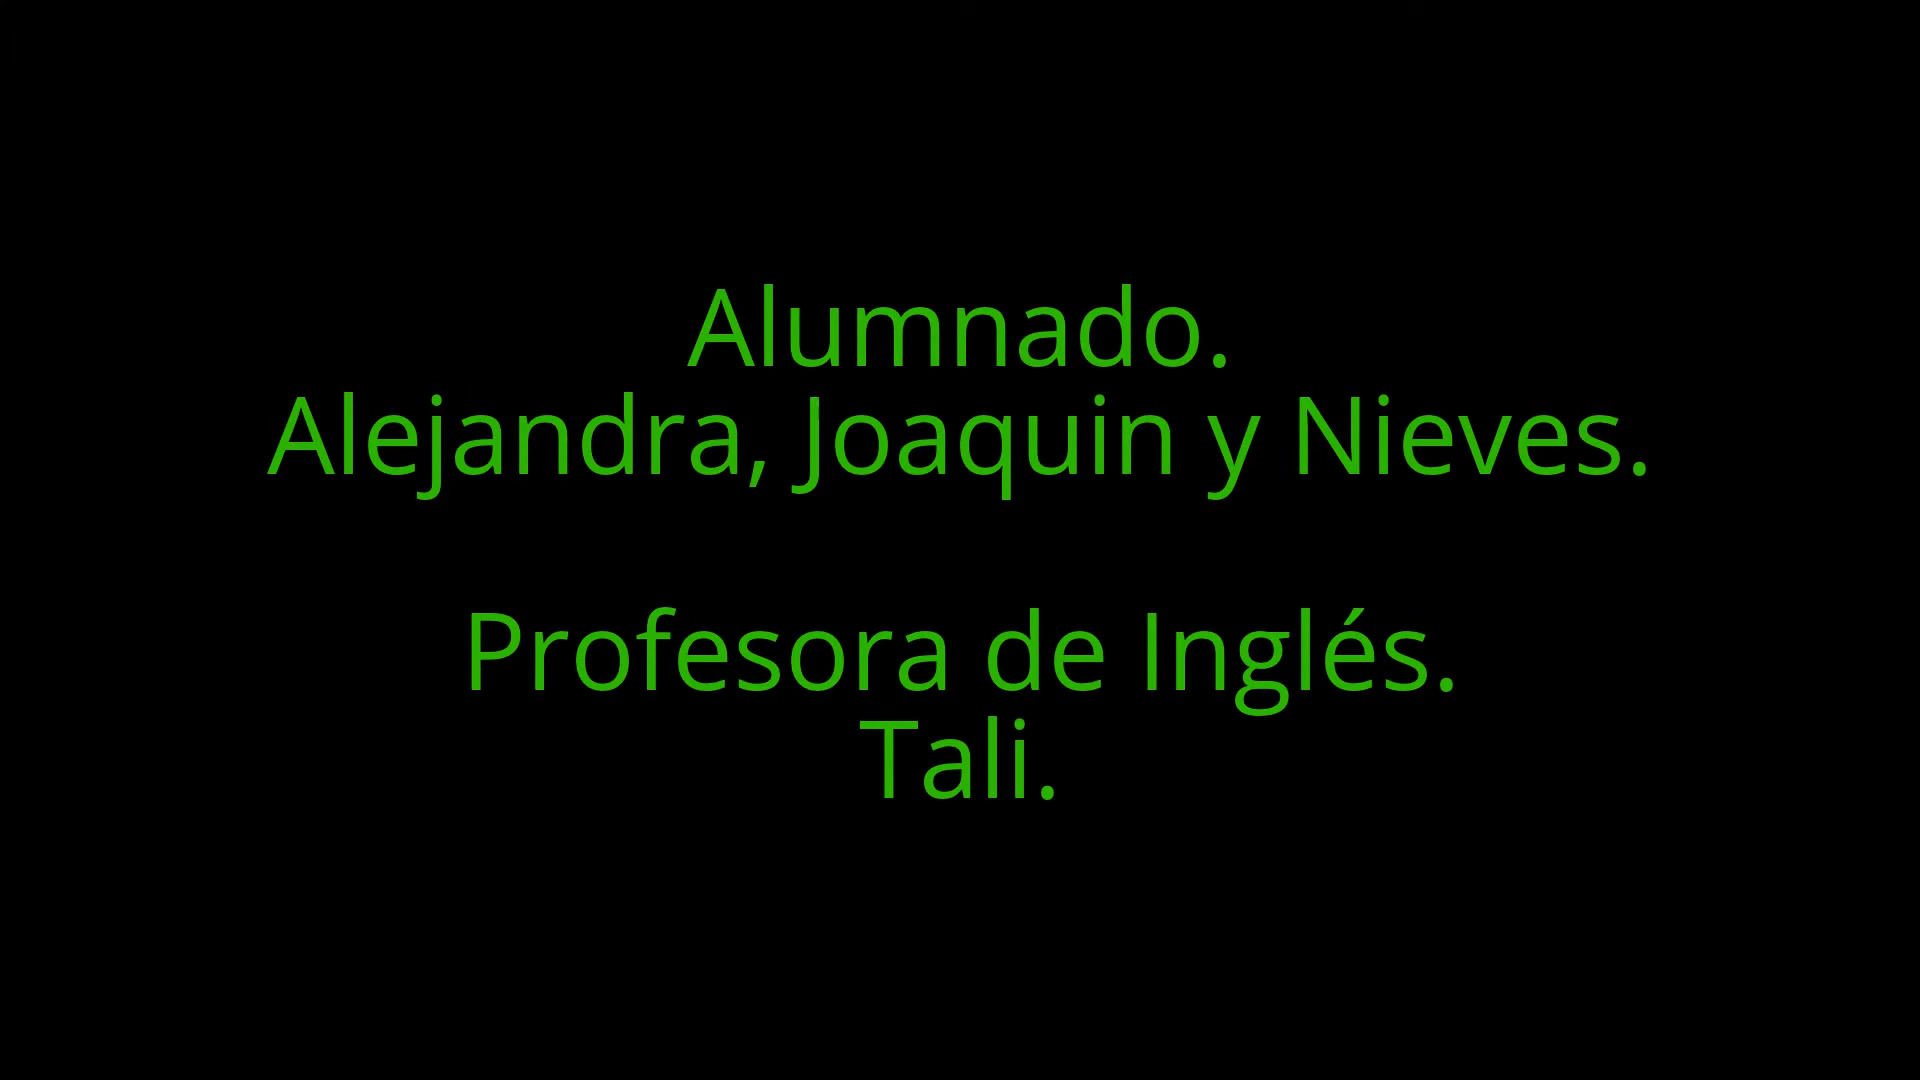 Alumnado.
Alejandra, Joaquin y Nieves.
Profesora de Inglés.
Tali.